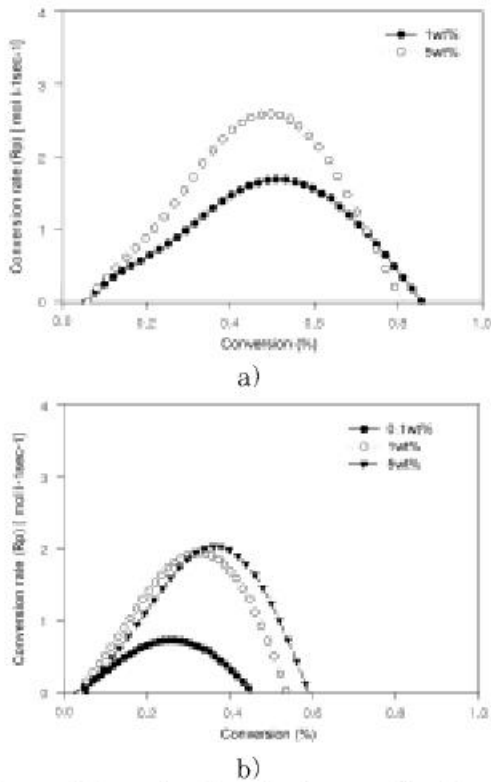 4
3
2
1
0
Conversion rate (Rp) [ mol l-1sec-1]
1wt%
5wt%
0.0
0.2
0.4
0.6
0.8
1.0
Conversion (%)
a)
4
3
2
1
0
Conversion rate (Rp) [ mol l-1sec-1]
0.1wt%
1wt%
5wt%
0.0
0.2
0.4
0.6
0.8
1.0
Conversion (%)
b)